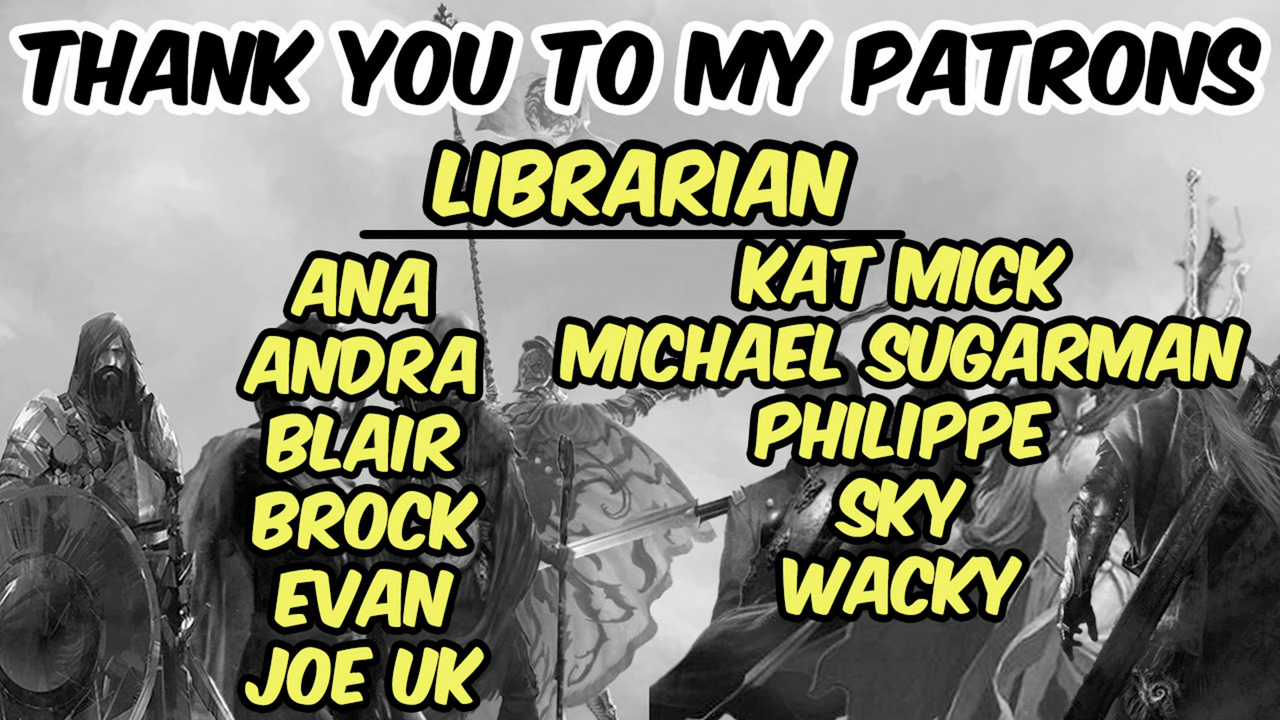 THANK YOU TO MY PATRONS
LIBRARIAN
ANA
ANDRA
BLAIR
BROCK
EVAN
JOE UK
KAT MICK
MICHAEL SUGARMAN
PHILIPPE
SKY
WACKY